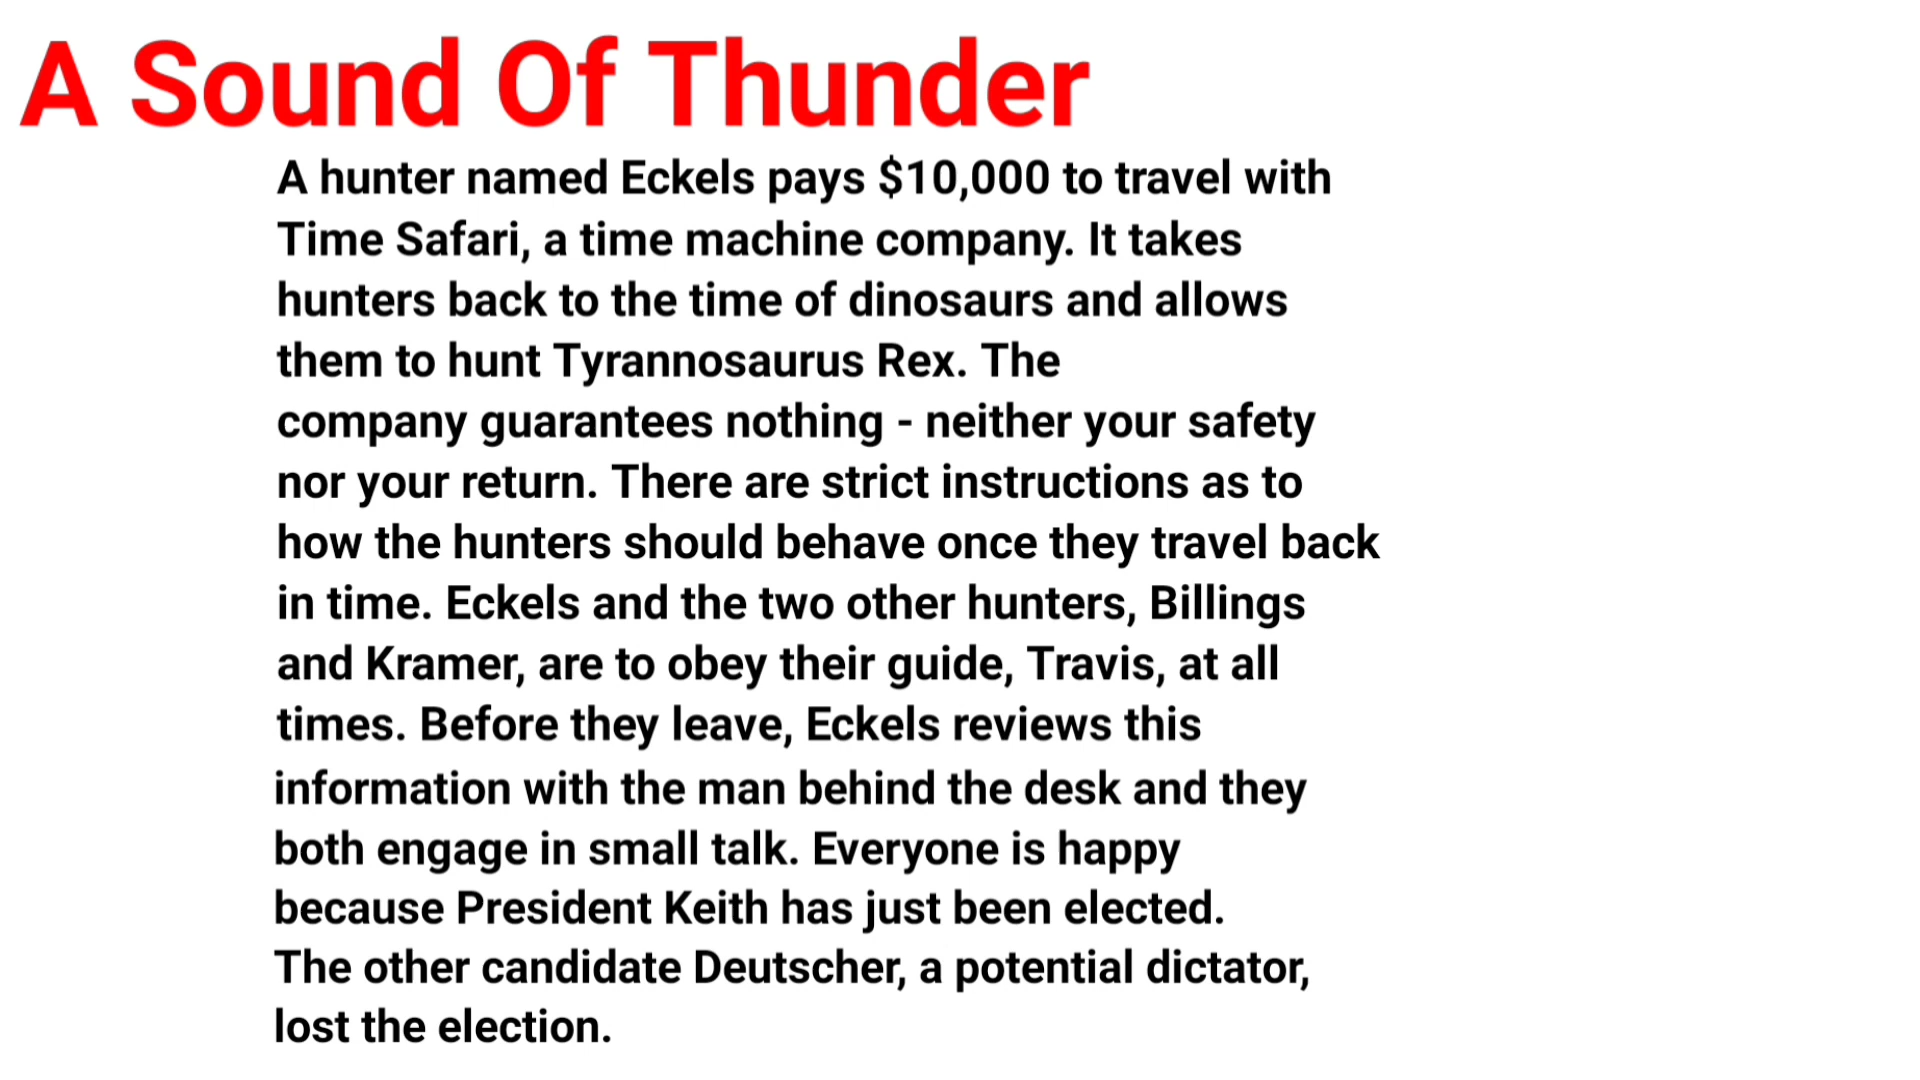 A Sound Of Thunder
A hunter named Eckels pays $10,000 to travel with
Time Safari, a time machine company. It takes
hunters back to the time of dinosaurs and allows
them to hunt Tyrannosaurus Rex. The
company guarantees nothing - neither your safety
nor your return. There are strict instructions as to
how the hunters should behave once they travel back
in time. Eckels and the two other hunters, Billings
and Kramer, are to obey their guide, Travis, at all
times. Before they leave, Eckels reviews this
information with the man behind the desk and they
both engage in small talk. Everyone is happy
because President Keith has just been elected.
The other candidate Deutscher, a potential dictator,
lost the election.